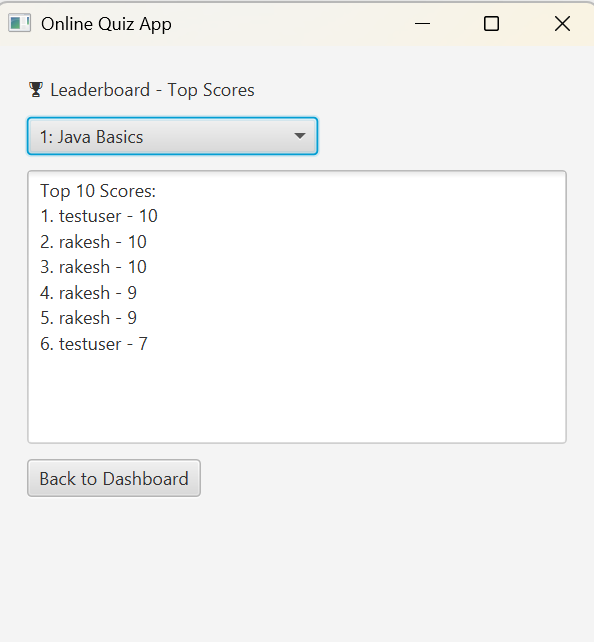 Online Quiz App
🏆 Leaderboard - Top Scores
1: Java Basics
Top 10 Scores:
1. testuser - 10
2. rakesh - 10
3. rakesh - 10
4. rakesh - 9
5. rakesh - 9
6. testuser - 7
Back to Dashboard